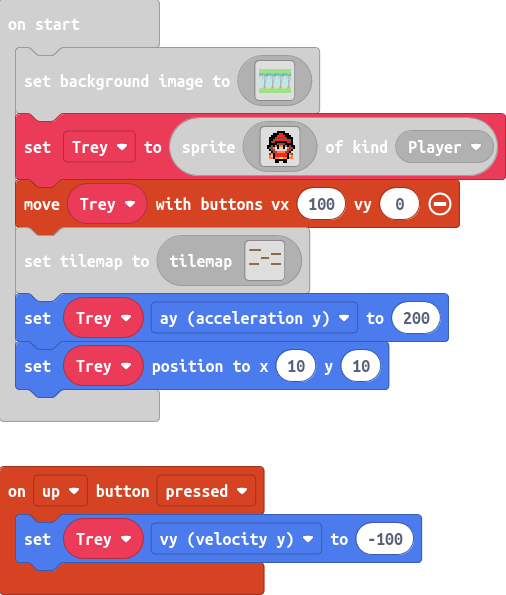 on start
set background image to
set Trey to sprite of kind Player
move Trey with buttons vx 100 vy 0
set tilemap to tilemap
set Trey ay (acceleration y) to 200
set Trey position to x 10 y 10
on up button pressed
set Trey vy (velocity y) to -100